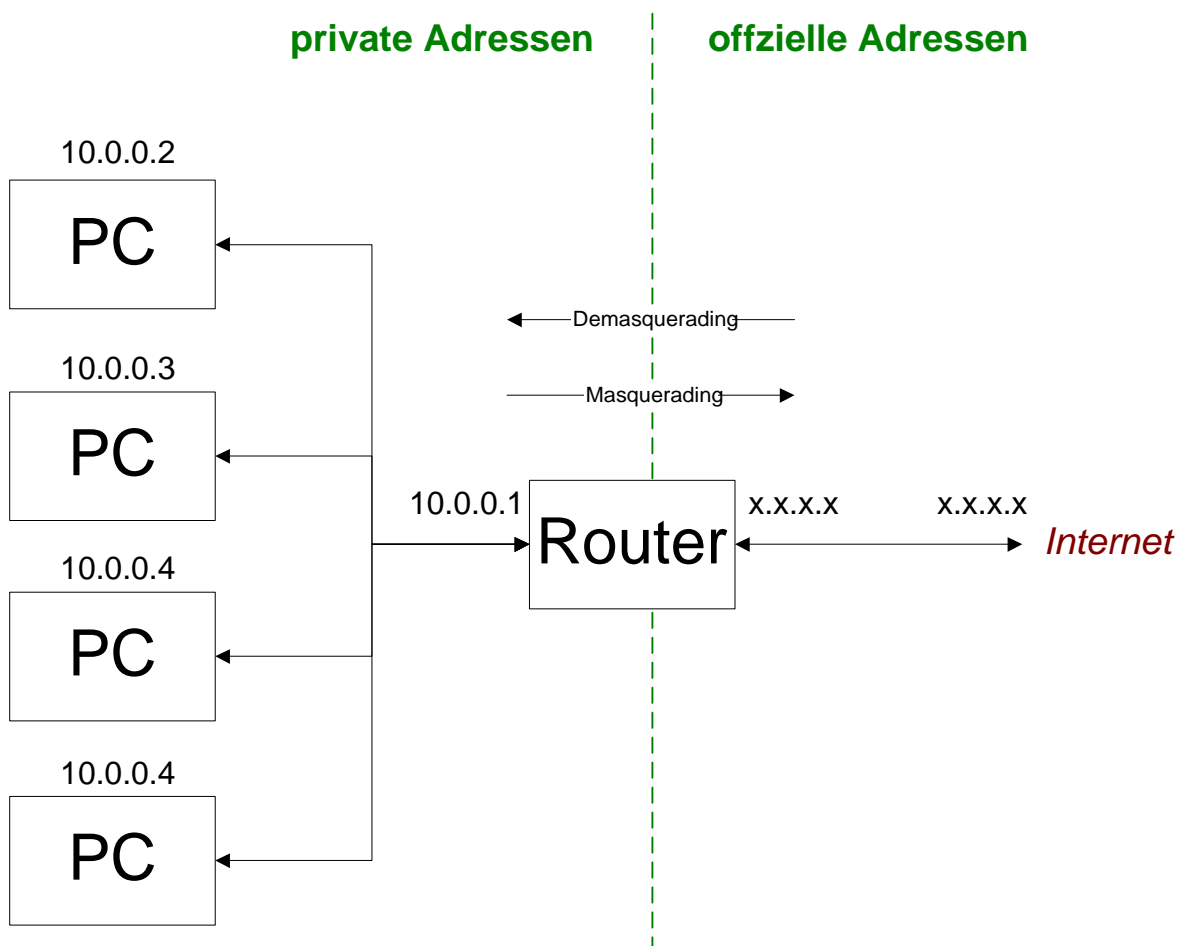 private Adressen
offzielle Adressen
10.0.0.2
PC
Demasquerading
10.0.0.3
Masquerading
PC
10.0.0.1
Router
x.x.x.x
x.x.x.x
Internet
10.0.0.4
PC
10.0.0.4
PC